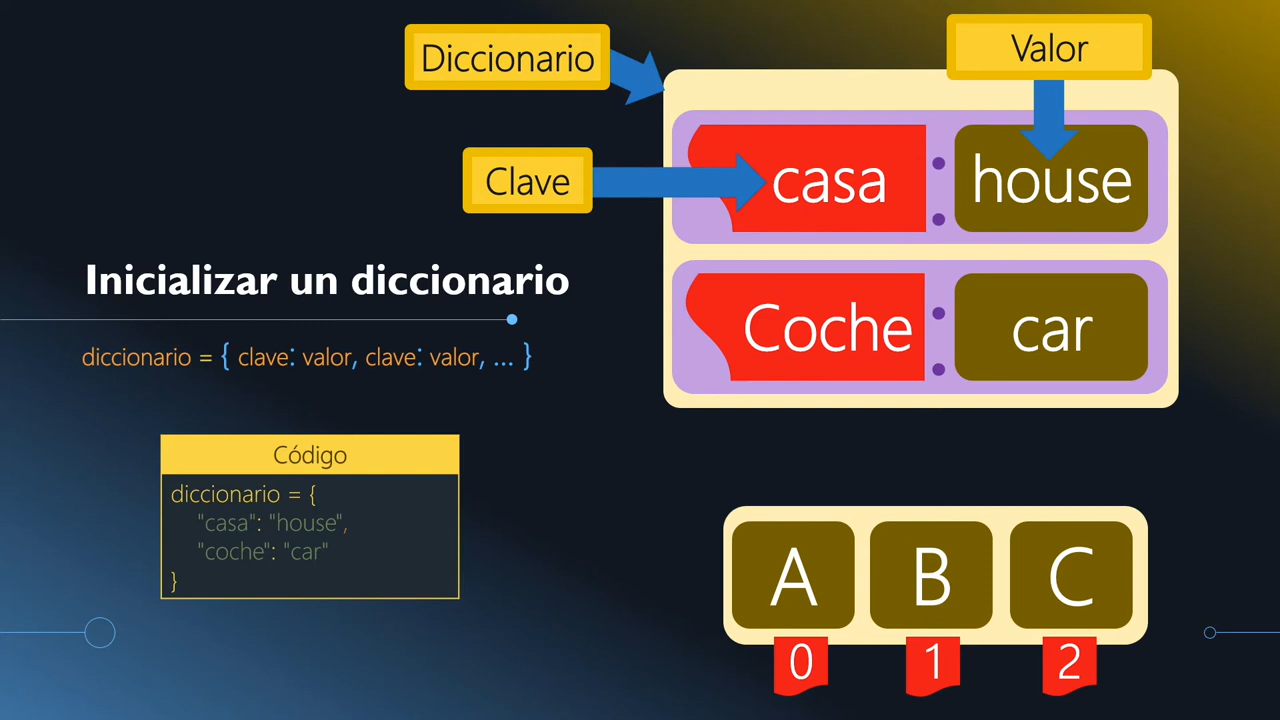 Diccionario
Valor
Clave
casa : house
Coche : car
Inicializar un diccionario
diccionario = { clave: valor, clave: valor, ... }
Código
diccionario = {
"casa": "house",
"coche": "car"
}
A B C
0 1 2